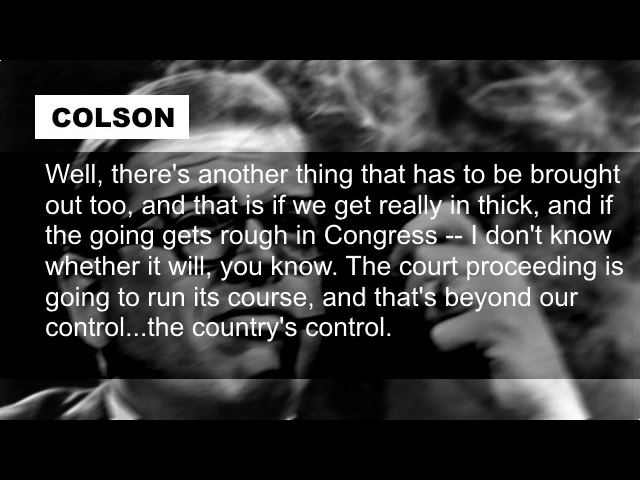 COLSON
Well, there's another thing that has to be brought
out too, and that is if we get really in thick, and if
the going gets rough in Congress -- I don't know
whether it will, you know. The court proceeding is
going to run its course, and that's beyond our
control...the country's control.